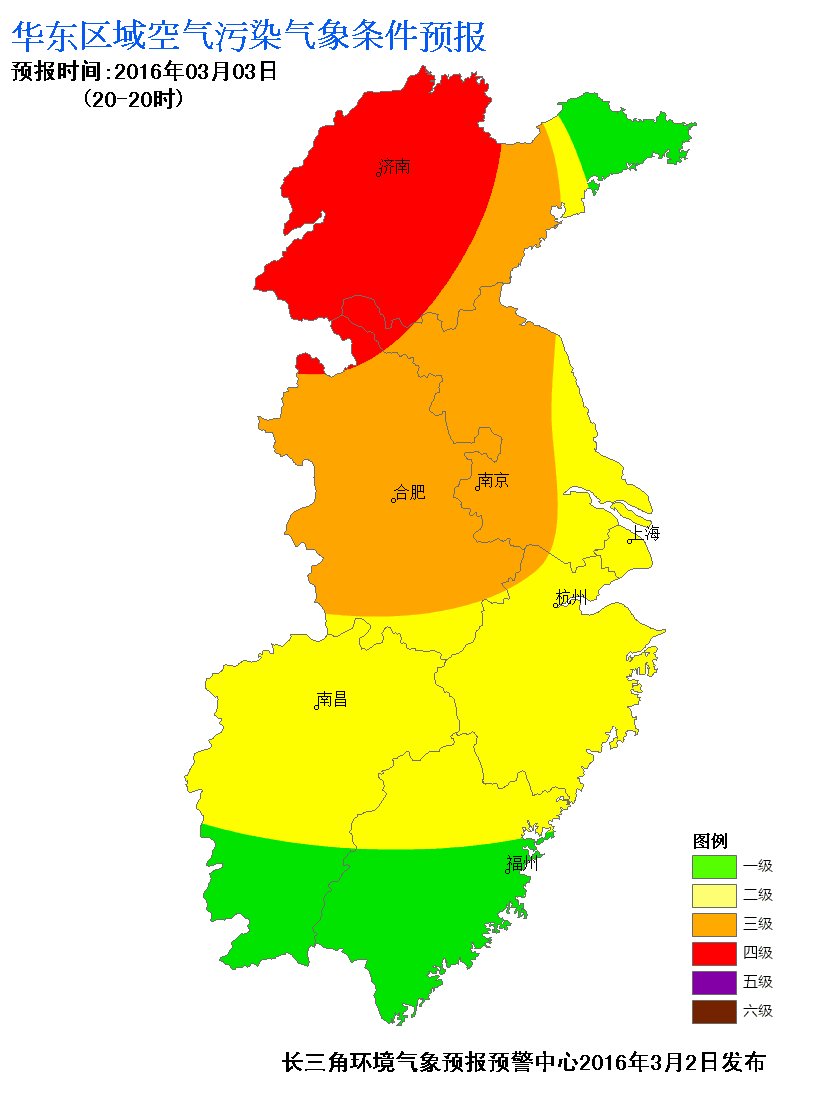 华东区域空气污染气象条件预报
预报时间:2016年03月03日
(20-20时)
济南
合肥
南京
上海
杭州
南昌
福州
图例
一级
二级
三级
四级
五级
六级
长三角环境气象预报预警中心2016年3月2日发布